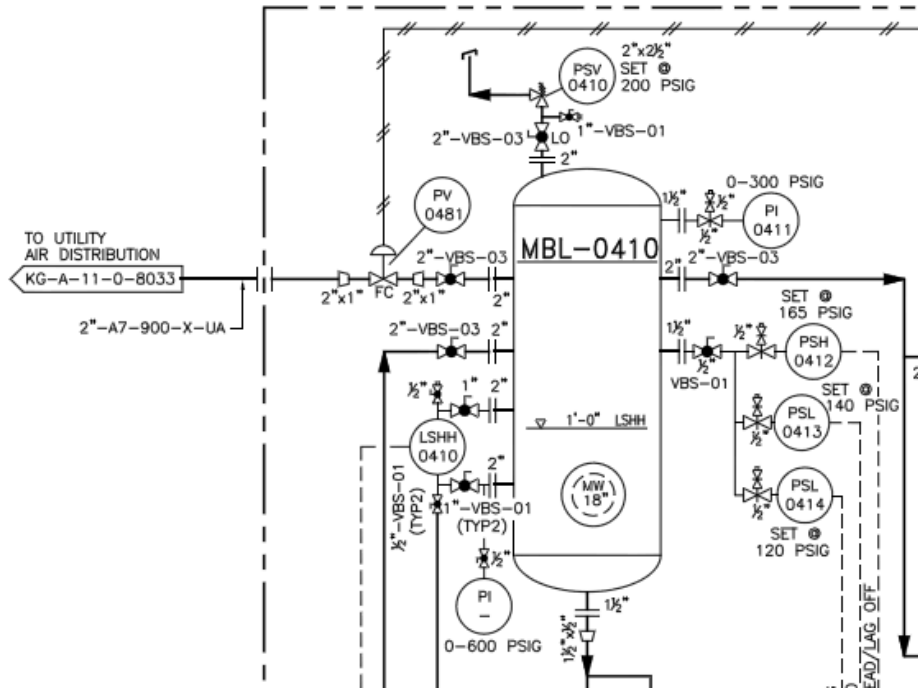 2"x2½"
PSV
0410
SET @
200 PSIG
2"-VBS-03
LO
1"-VBS-01
2"
PV
0481
1½"
½"
½"
0-300 PSIG
PI
0411
TO UTILITY
AIR DISTRIBUTION
KG-A-11-0-8033
2"-A7-900-X-UA
2"x1"
FC
2"x1"
2"-VBS-03
2"
MBL-0410
2"
2"-VBS-03
2"-VBS-03
2"
1½"
½"
VBS-01
½"
½"
SET @
165 PSIG
PSH
0412
½"
1"
2"
LSHH
0410
1'-0" LSHH
SET @
140 PSIG
PSL
0413
½"
2"
½"-VBS-01
(TYP2)
1"-VBS-01
(TYP2)
MW
18"
PSL
0414
½"
SET @
120 PSIG
½"
PI
-
0-600 PSIG
1½"
1½"x½"
EAD/LAG OFF
2